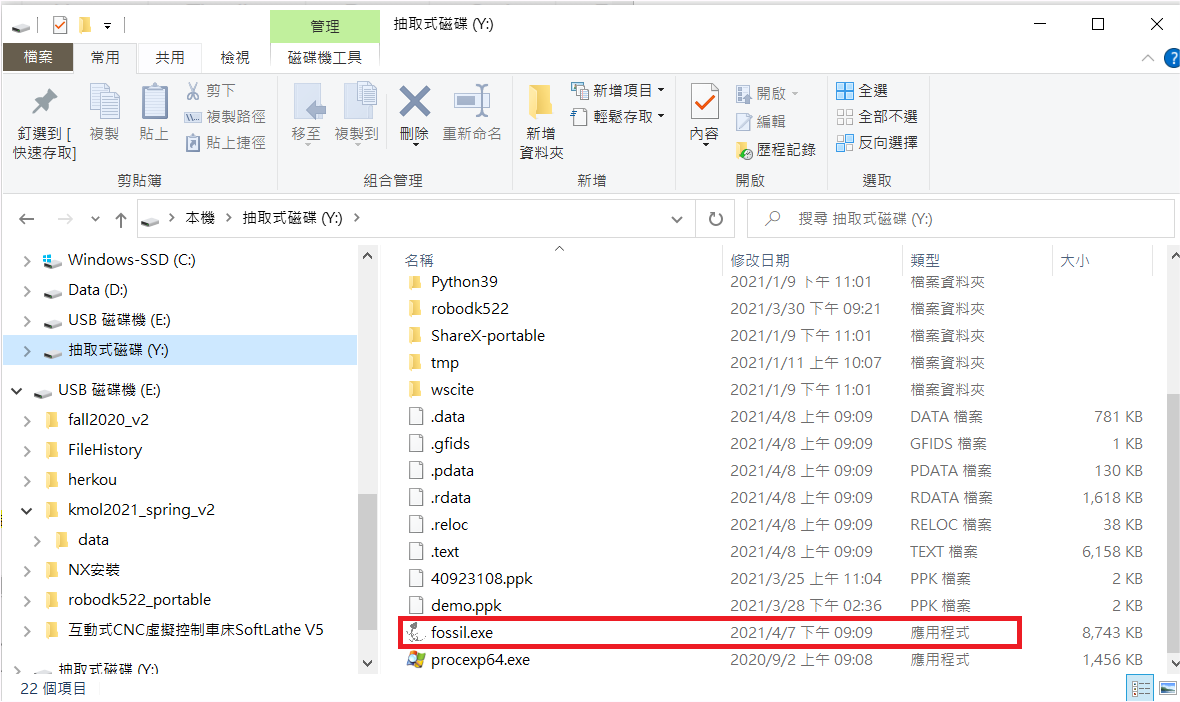 管理
抽取式磁碟 (Y:)
檔案 常用 共用 檢視 磁碟機工具
釘選到 [快速存取]
複製
貼上
剪下
複製路徑
貼上捷徑
剪貼簿
移至
複製到
刪除
重新命名
組合管理
新增
資料夾
新增項目
輕鬆存取
新增
內容
開啟
編輯
歷程記錄
開啟
全選
全部不選
反向選擇
選取
本機 抽取式磁碟 (Y:)
搜尋 抽取式磁碟 (Y:)
Windows-SSD (C:)
Data (D:)
USB 磁碟機 (E:)
抽取式磁碟 (Y:)
USB 磁碟機 (E:)
fall2020_v2
FileHistory
herkou
kmol2021_spring_v2
data
NX安裝
robodk522_portable
互動式CNC虛擬控制車床SoftLathe V5
抽取式磁碟 (Y:)
名稱 修改日期 類型 大小
Python39 2021/1/9 下午 11:01 檔案資料夾
robodk522 2021/3/30 下午 09:21 檔案資料夾
ShareX-portable 2021/1/9 下午 11:01 檔案資料夾
tmp 2021/1/11 上午 10:07 檔案資料夾
wscite 2021/1/9 下午 11:01 檔案資料夾
.data 2021/4/8 上午 09:09 DATA 檔案 781 KB
.gfids 2021/4/8 上午 09:09 GFIDS 檔案 1 KB
.pdata 2021/4/8 上午 09:09 PDATA 檔案 130 KB
.rdata 2021/4/8 上午 09:09 RDATA 檔案 1,618 KB
.reloc 2021/4/8 上午 09:09 RELOC 檔案 38 KB
.text 2021/4/8 上午 09:09 TEXT 檔案 6,158 KB
40923108.ppk 2021/3/25 上午 11:04 PPK 檔案 2 KB
demo.ppk 2021/3/28 下午 02:36 PPK 檔案 2 KB
fossil.exe 2021/4/7 下午 09:09 應用程式 8,743 KB
procexp64.exe 2020/9/2 上午 09:08 應用程式 1,456 KB
22 個項目